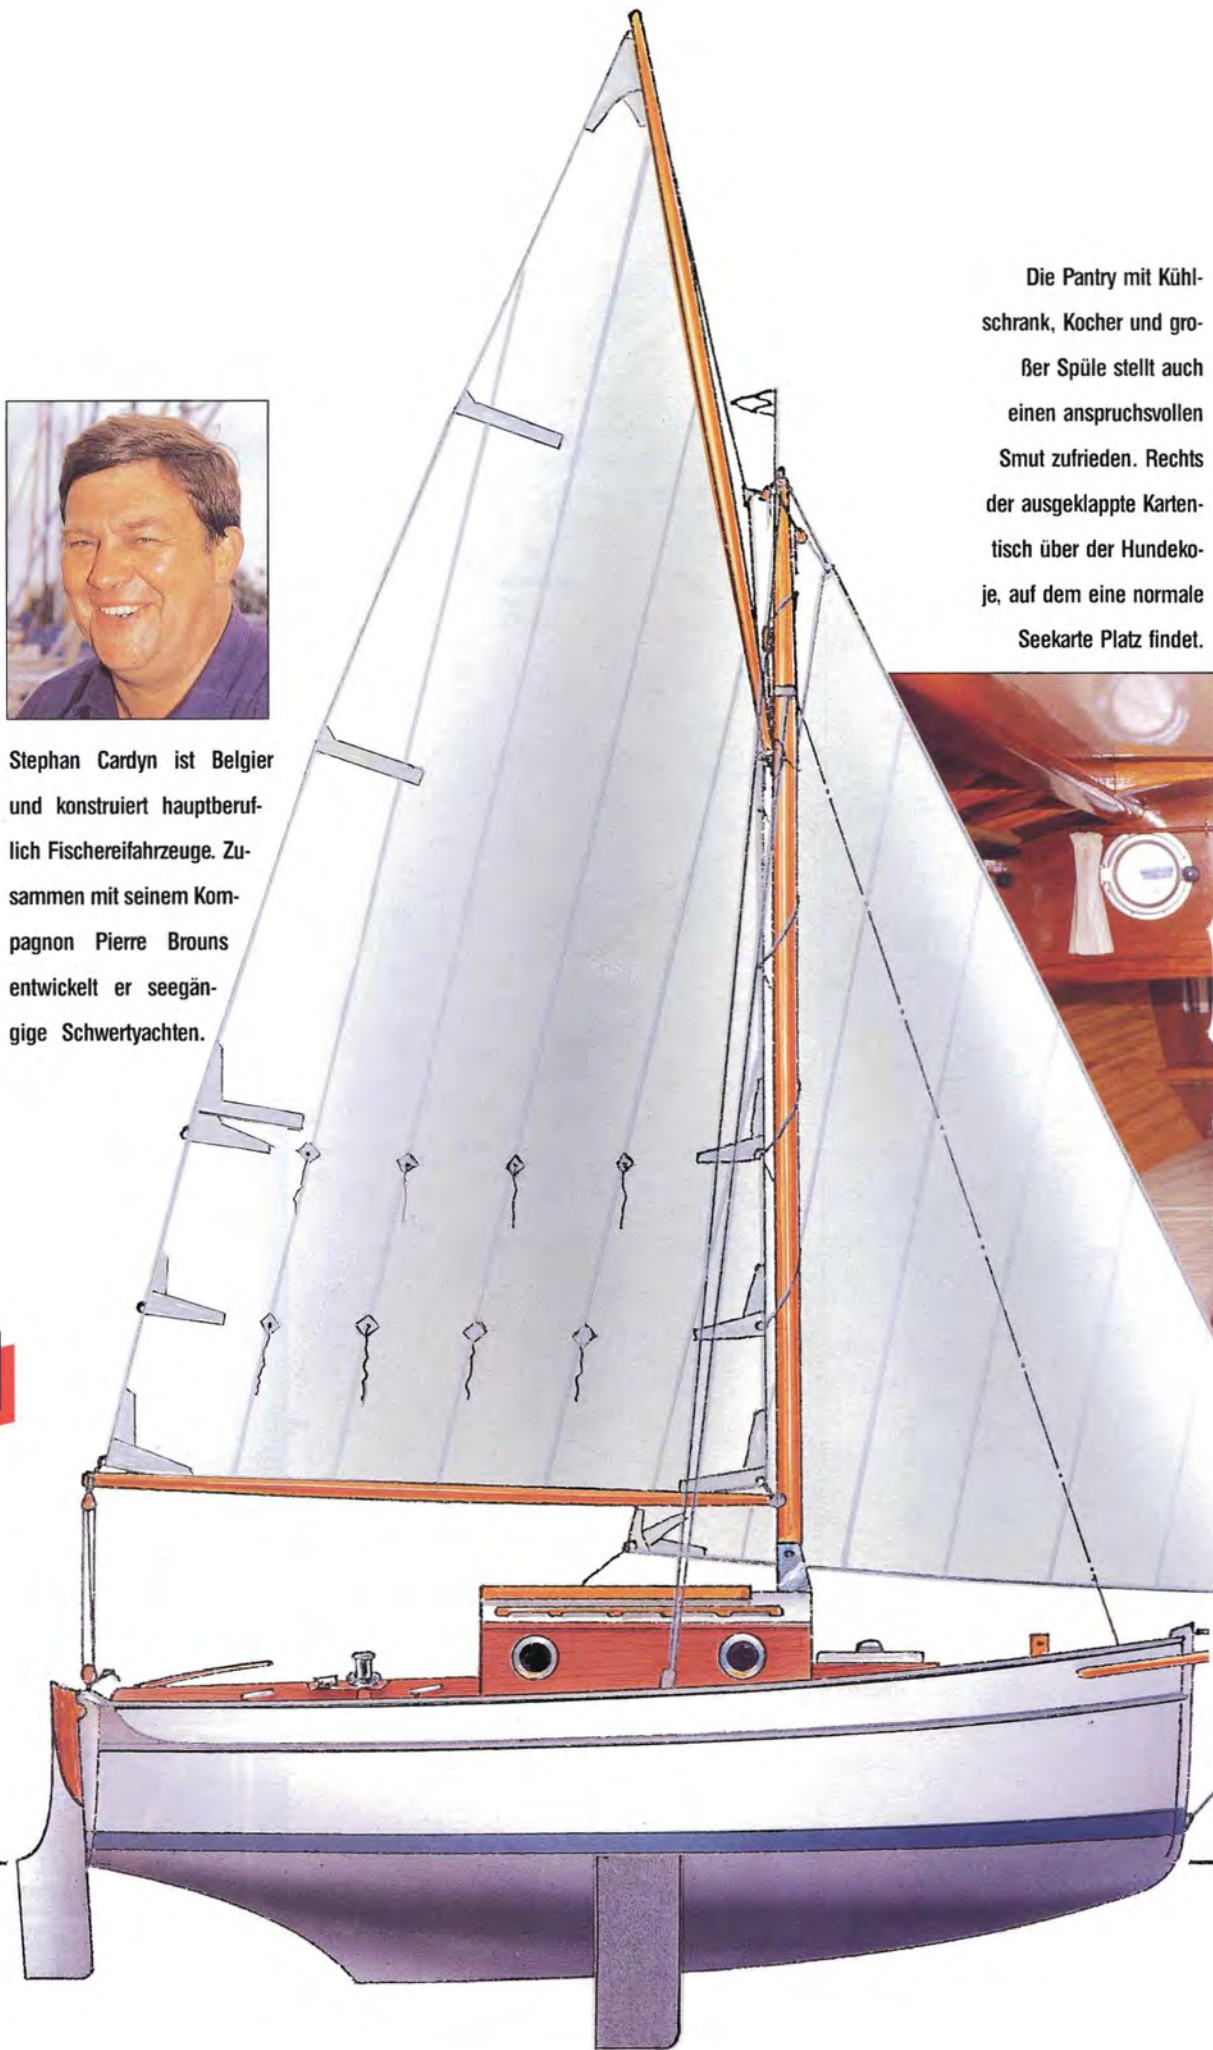 Die Pantry mit Kühl-
schrank, Kocher und gro-
ßer Spüle stellt auch
einen anspruchsvollen
Smut zufrieden. Rechts
der ausgeklappte Karten-
tisch über der Hundeko-
je, auf dem eine normale
Seekarte Platz findet.
Stephan Cardyn ist Belgier
und konstruiert hauptberuf-
lich Fischereifahrzeuge. Zu-
sammen mit seinem Kom-
pagnon Pierre Brouns
entwickelt er seegän-
gige Schwertyachten.